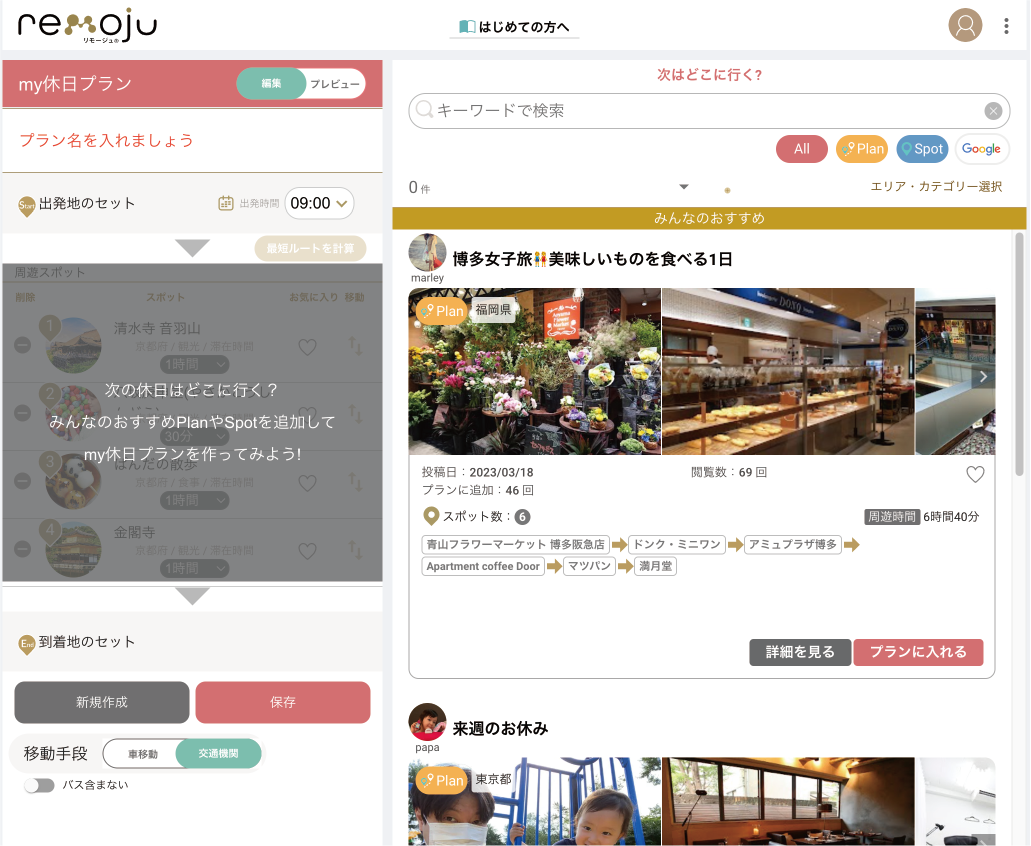 remoju
リモージュ®
はじめての方へ
my休日プラン
編集
プレビュー
プラン名を入れましょう
Start
出発地のセット
出発時間
09:00
最短ルートを計算
周遊スポット
削除
スポット
お気に入り
移動
1
清水寺 音羽山
京都府 / 観光 / 滞在時間
1時間
2
30分
次の休日はどこに行く?
みんなのおすすめPlanやSpotを追加して
my休日プランを作ってみよう!
3
ぱんだの散歩
京都府 / 食事 / 滞在時間
1時間
4
金閣寺
京都府 / 観光 / 滞在時間
1時間
End
到着地のセット
新規作成
保存
移動手段
車移動
交通機関
バス含まない
次はどこに行く?
キーワードで検索
All
Plan
Spot
Google
0 件
エリア・カテゴリー選択
みんなのおすすめ
marley
博多女子旅👭美味しいものを食べる1日
Plan
福岡県
DONQ
投稿日：2023/03/18
閲覧数：69 回
プランに追加：46 回
スポット数：6
周遊時間 6時間40分
青山フラワーマーケット 博多阪急店
ドンク・ミニワン
アミュプラザ博多
Apartment coffee Door
マツパン
満月堂
詳細を見る
プランに入れる
papa
来週のお休み
Plan
東京都